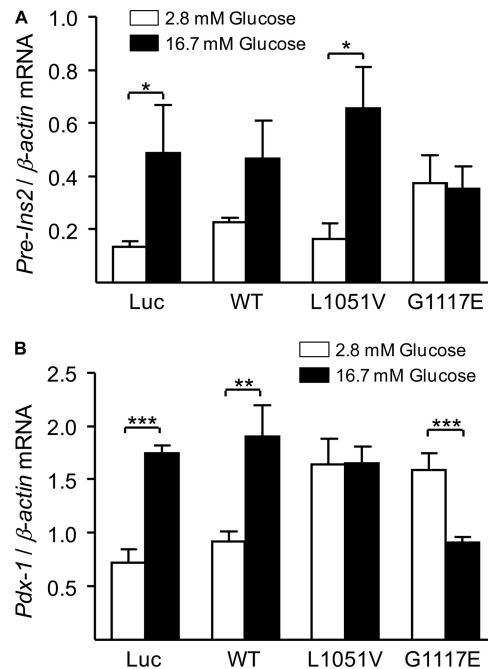 A
2.8 mM Glucose
16.7 mM Glucose
Pre-Ins2 / β-actin mRNA
1.0
0.8
0.6
0.4
0.2
*
*
Luc WT L1051V G1117E
B
2.8 mM Glucose
16.7 mM Glucose
Pdx-1 / β-actin mRNA
2.5
2.0
1.5
1.0
0.5
***
**
***
Luc WT L1051V G1117E